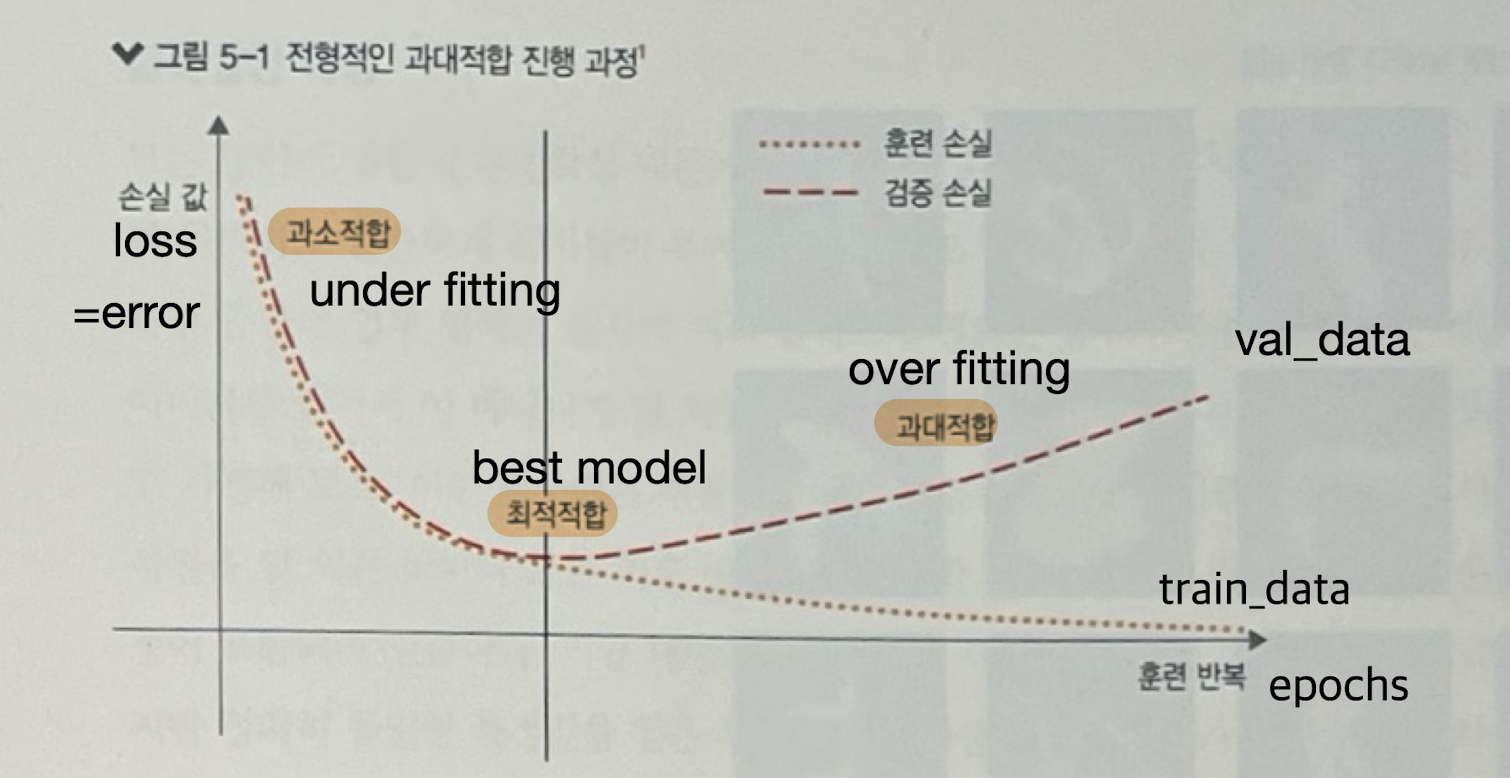 그림 5-1 전형적인 과대적합 진행 과정¹
훈련 손실
검증 손실
손실 값
loss
=error
과소적합
under fitting
val_data
over fitting
과대적합
best model
최적적합
train_data
훈련 반복
epochs